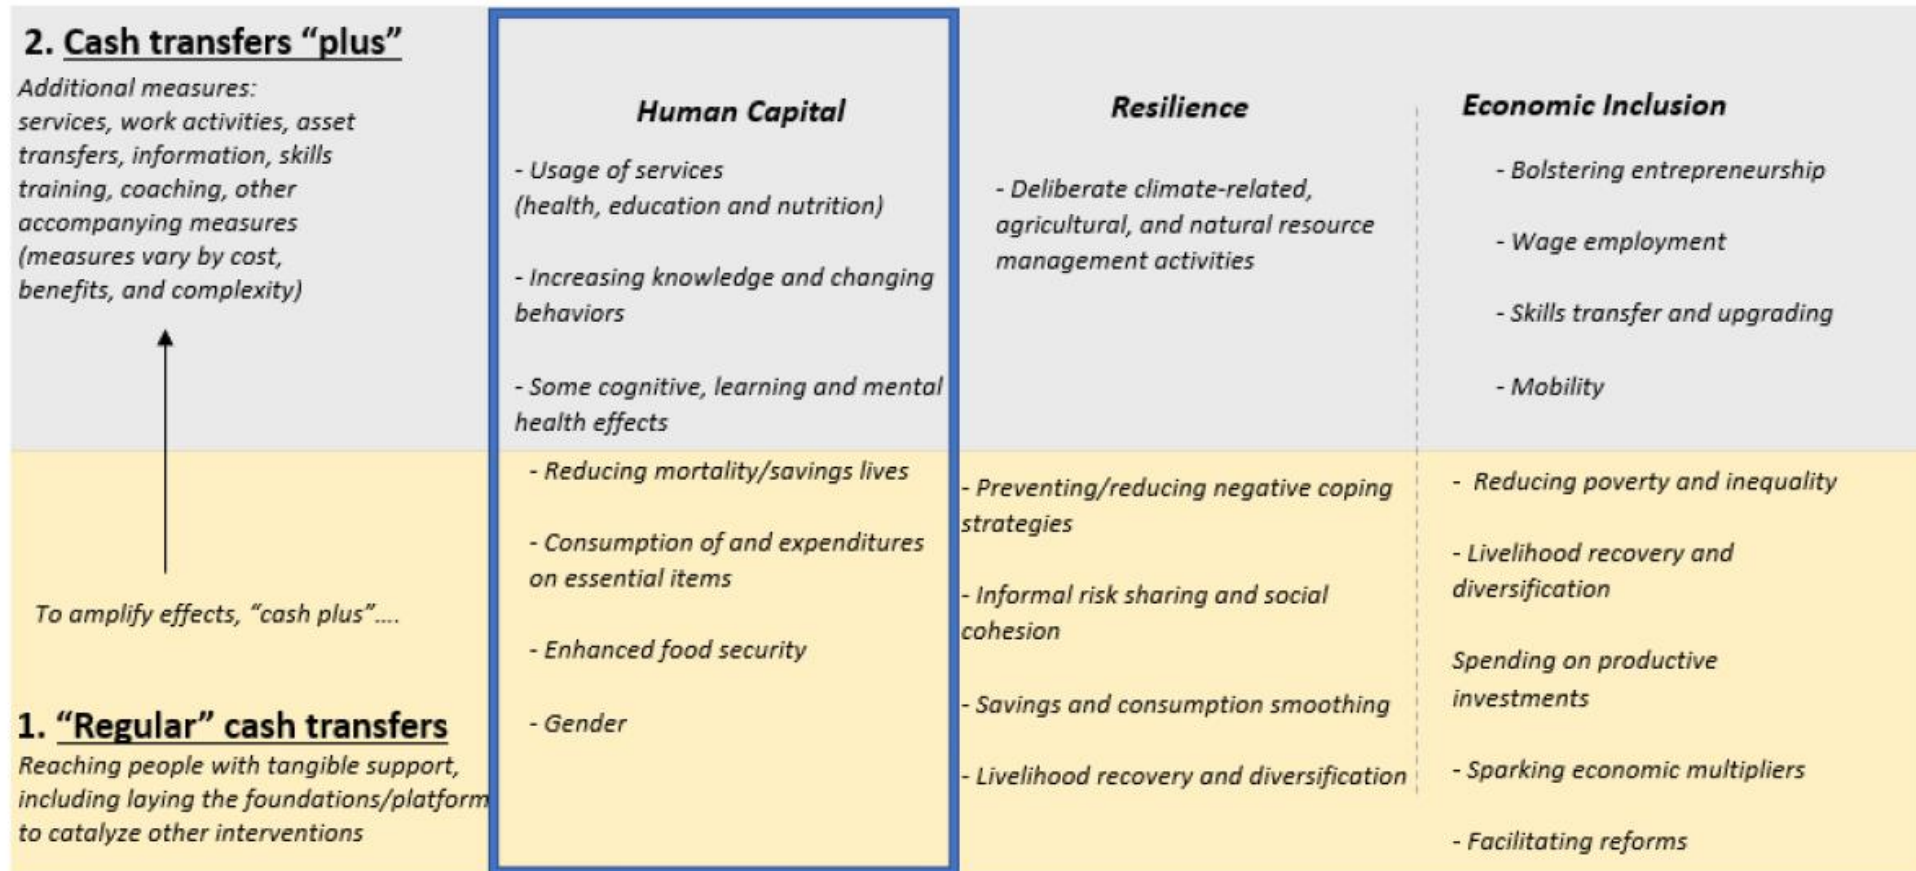 2. Cash transfers “plus”
Additional measures:
services, work activities, asset
transfers, information, skills
training, coaching, other
accompanying measures
(measures vary by cost,
benefits, and complexity)
To amplify effects, “cash plus”....
1. “Regular” cash transfers
Reaching people with tangible support,
including laying the foundations/platform
to catalyze other interventions
Human Capital
- Usage of services
(health, education and nutrition)
- Increasing knowledge and changing
behaviors
- Some cognitive, learning and mental
health effects
- Reducing mortality/savings lives
- Consumption of and expenditures
on essential items
- Enhanced food security
- Gender
Resilience
- Deliberate climate-related,
agricultural, and natural resource
management activities
- Preventing/reducing negative coping
strategies
- Informal risk sharing and social
cohesion
- Savings and consumption smoothing
- Livelihood recovery and diversification
Economic Inclusion
- Bolstering entrepreneurship
- Wage employment
- Skills transfer and upgrading
- Mobility
- Reducing poverty and inequality
- Livelihood recovery and
diversification
Spending on productive
investments
- Sparking economic multipliers
- Facilitating reforms